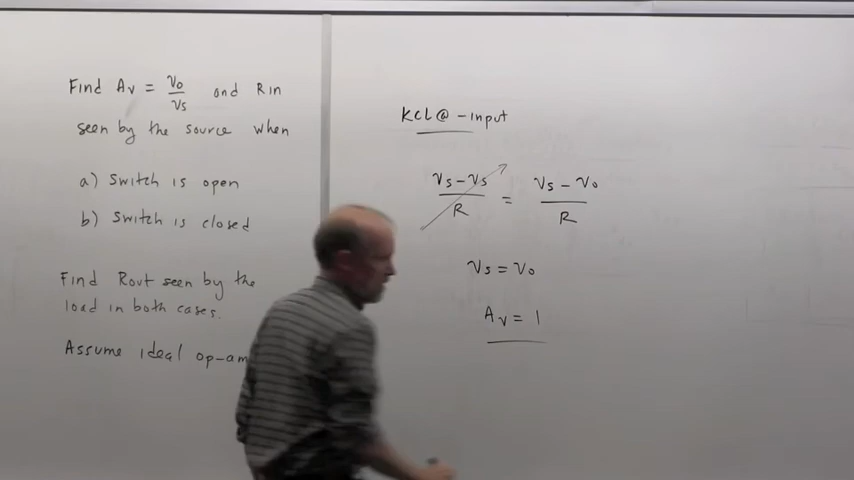 Find Av = vo/vs and Rin
seen by the source when
a) Switch is open
b) Switch is closed
Find Rout seen by the
load in both cases.
Assume ideal op-am
KCL@ -input
(vs - vs)/R = (vs - vo)/R
vs = vo
Av = 1